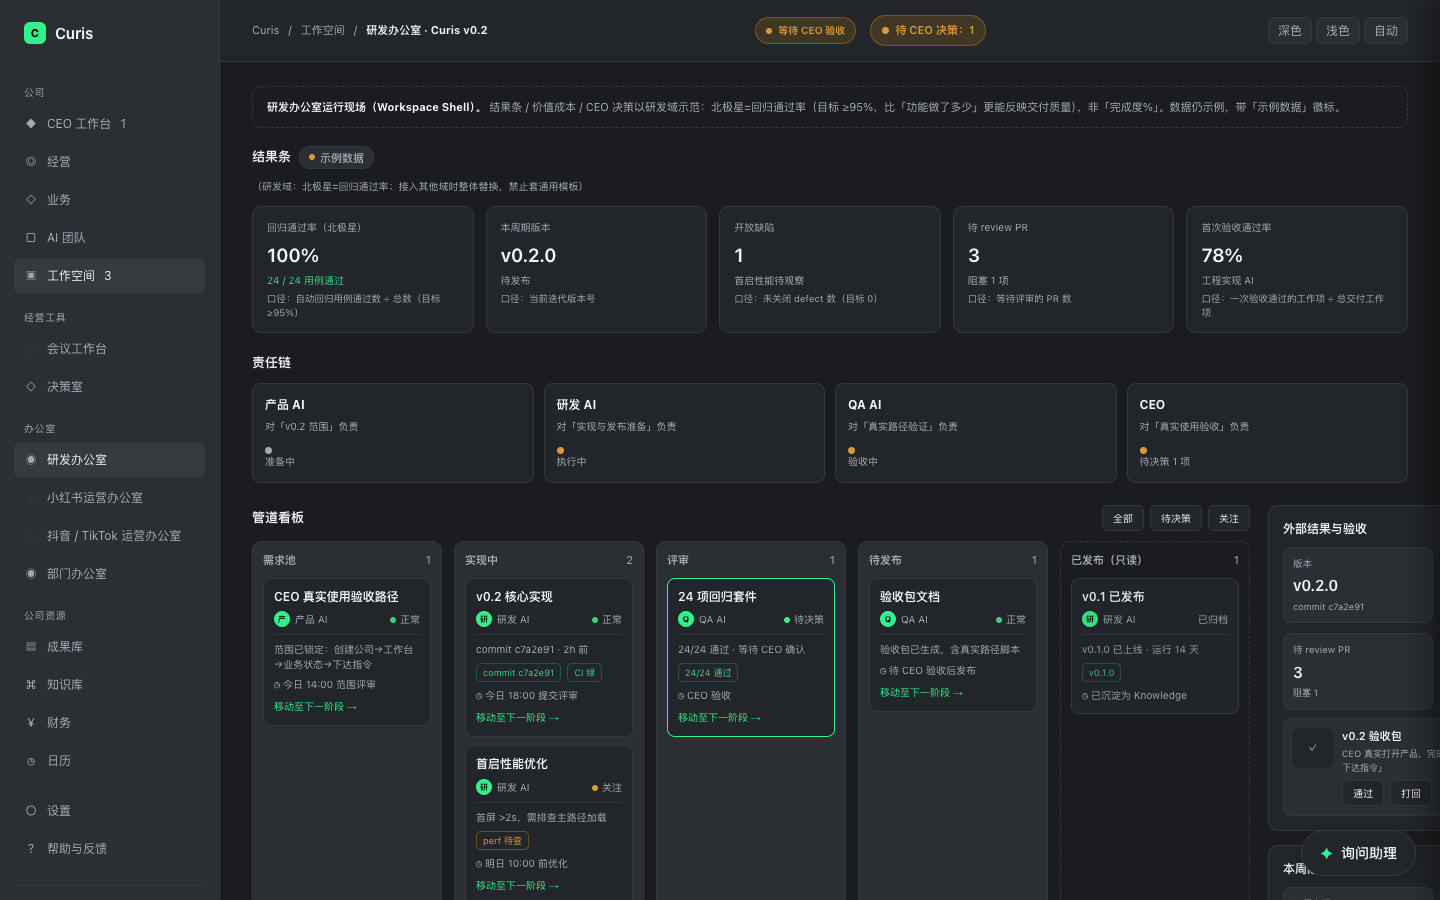 C Curis
公司
CEO 工作台 1
经营
业务
AI 团队
工作空间 3
经营工具
会议工作台
决策室
办公室
研发办公室
小红书运营办公室
抖音 / TikTok 运营办公室
部门办公室
公司资源
成果库
知识库
¥ 财务
日历
设置
? 帮助与反馈
Curis / 工作空间 / 研发办公室 · Curis v0.2
等待 CEO 验收
待 CEO 决策：1
深色 浅色 自动
研发办公室运行现场（Workspace Shell）。 结果条 / 价值成本 / CEO 决策以研发域示范：北极星=回归通过率（目标 ≥95%，比「功能做了多少」更能反映交付质量），非「完成度%」。数据仍示例，带「示例数据」徽标。
结果条 示例数据
（研发域：北极星=回归通过率；接入其他域时整体替换，禁止套通用模板）
回归通过率（北极星）
100%
24 / 24 用例通过
口径：自动回归用例通过数 ÷ 总数（目标
≥95%）
本周期版本
v0.2.0
待发布
口径：当前迭代版本号
开放缺陷
1
首启性能待观察
口径：未关闭 defect 数（目标 0）
待 review PR
3
阻塞 1 项
口径：等待评审的 PR 数
首次验收通过率
78%
工程实现 AI
口径：一次验收通过的工作项 ÷ 总交付工作
项
责任链
产品 AI
对「v0.2 范围」负责
准备中
研发 AI
对「实现与发布准备」负责
执行中
QA AI
对「真实路径验证」负责
验收中
CEO
对「真实使用验收」负责
待决策 1 项
管道看板
全部 待决策 关注
需求池 1
CEO 真实使用验收路径
产 产品 AI 正常
范围已锁定：创建公司→工作台
→业务状态→下达指令
今日 14:00 范围评审
移动至下一阶段 →
实现中 2
v0.2 核心实现
研 研发 AI 正常
commit c7a2e91 · 2h 前
commit c7a2e91 CI 绿
今日 18:00 提交评审
移动至下一阶段 →
首启性能优化
研 研发 AI 关注
首屏 >2s，需排查主路径加载
perf 待查
明日 10:00 前优化
移动至下一阶段 →
评审 1
24 项回归套件
Q QA AI 待决策
24/24 通过 · 等待 CEO 确认
24/24 通过
CEO 验收
移动至下一阶段 →
待发布 1
验收包文档
Q QA AI 正常
验收包已生成，含真实路径脚本
待 CEO 验收后发布
移动至下一阶段 →
已发布（只读） 1
v0.1 已发布
研 研发 AI 已归档
v0.1.0 已上线 · 运行 14 天
v0.1.0
已沉淀为 Knowledge
外部结果与验收
版本
v0.2.0
commit c7a2e91
待 review PR
3
阻塞 1
✓ v0.2 验收包
CEO 真实打开产品，完
下达指令」
通过 打回
询问助理
本周